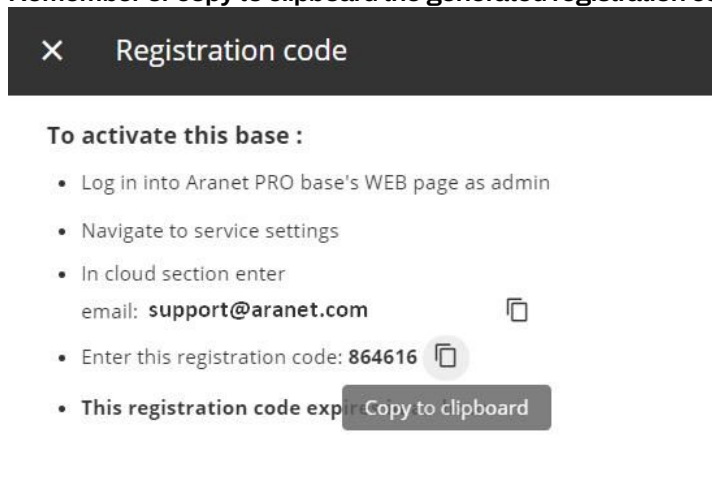 Remember or copy to clipboard the generated registration
Registration code
To activate this base :
• Log in into Aranet PRO base's WEB page as admin
• Navigate to service settings
• In cloud section enter
email: support@aranet.com
• Enter this registration code: 864616
• This registration code
Copy to clipboard